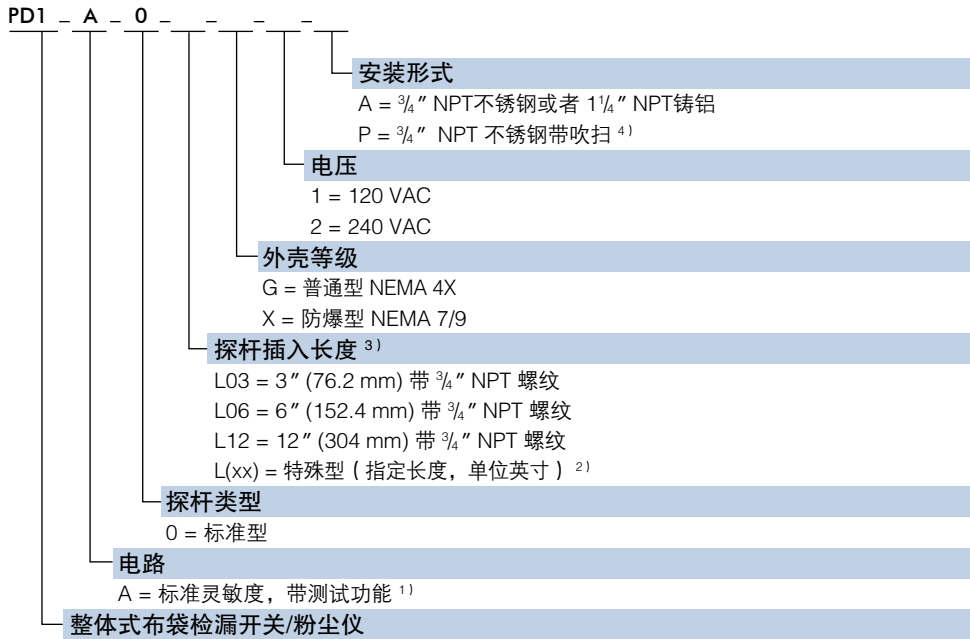 PD1 – A – 0 – – – –
安装形式
A = ³⁄₄″ NPT不锈钢或者 1¹⁄₄″ NPT铸铝
P = ³⁄₄″ NPT 不锈钢带吹扫 ⁴⁾
电压
1 = 120 VAC
2 = 240 VAC
外壳等级
G = 普通型 NEMA 4X
X = 防爆型 NEMA 7/9
探杆插入长度 ³⁾
L03 = 3″ (76.2 mm) 带 ³⁄₄″ NPT 螺纹
L06 = 6″ (152.4 mm) 带 ³⁄₄″ NPT 螺纹
L12 = 12″ (304 mm) 带 ³⁄₄″ NPT 螺纹
L(xx) = 特殊型（指定长度，单位英寸）²⁾
探杆类型
0 = 标准型
电路
A = 标准灵敏度，带测试功能 ¹⁾
整体式布袋检漏开关/粉尘仪